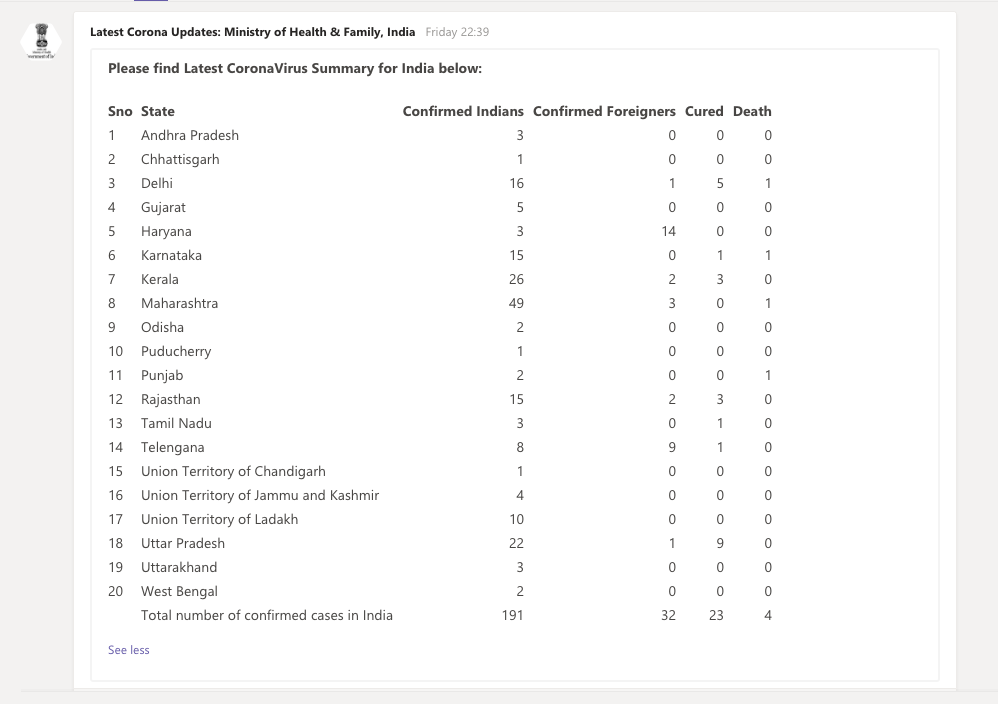 Latest Corona Updates: Ministry of Health & Family, India Friday 22:39
Please find Latest CoronaVirus Summary for India below:
Sno State Confirmed Indians Confirmed Foreigners Cured Death
1 Andhra Pradesh 3 0 0 0
2 Chhattisgarh 1 0 0 0
3 Delhi 16 1 5 1
4 Gujarat 5 0 0 0
5 Haryana 3 14 0 0
6 Karnataka 15 0 1 1
7 Kerala 26 2 3 0
8 Maharashtra 49 3 0 1
9 Odisha 2 0 0 0
10 Puducherry 1 0 0 0
11 Punjab 2 0 0 1
12 Rajasthan 15 2 3 0
13 Tamil Nadu 3 0 1 0
14 Telengana 8 9 1 0
15 Union Territory of Chandigarh 1 0 0 0
16 Union Territory of Jammu and Kashmir 4 0 0 0
17 Union Territory of Ladakh 10 0 0 0
18 Uttar Pradesh 22 1 9 0
19 Uttarakhand 3 0 0 0
20 West Bengal 2 0 0 0
Total number of confirmed cases in India 191 32 23 4
See less